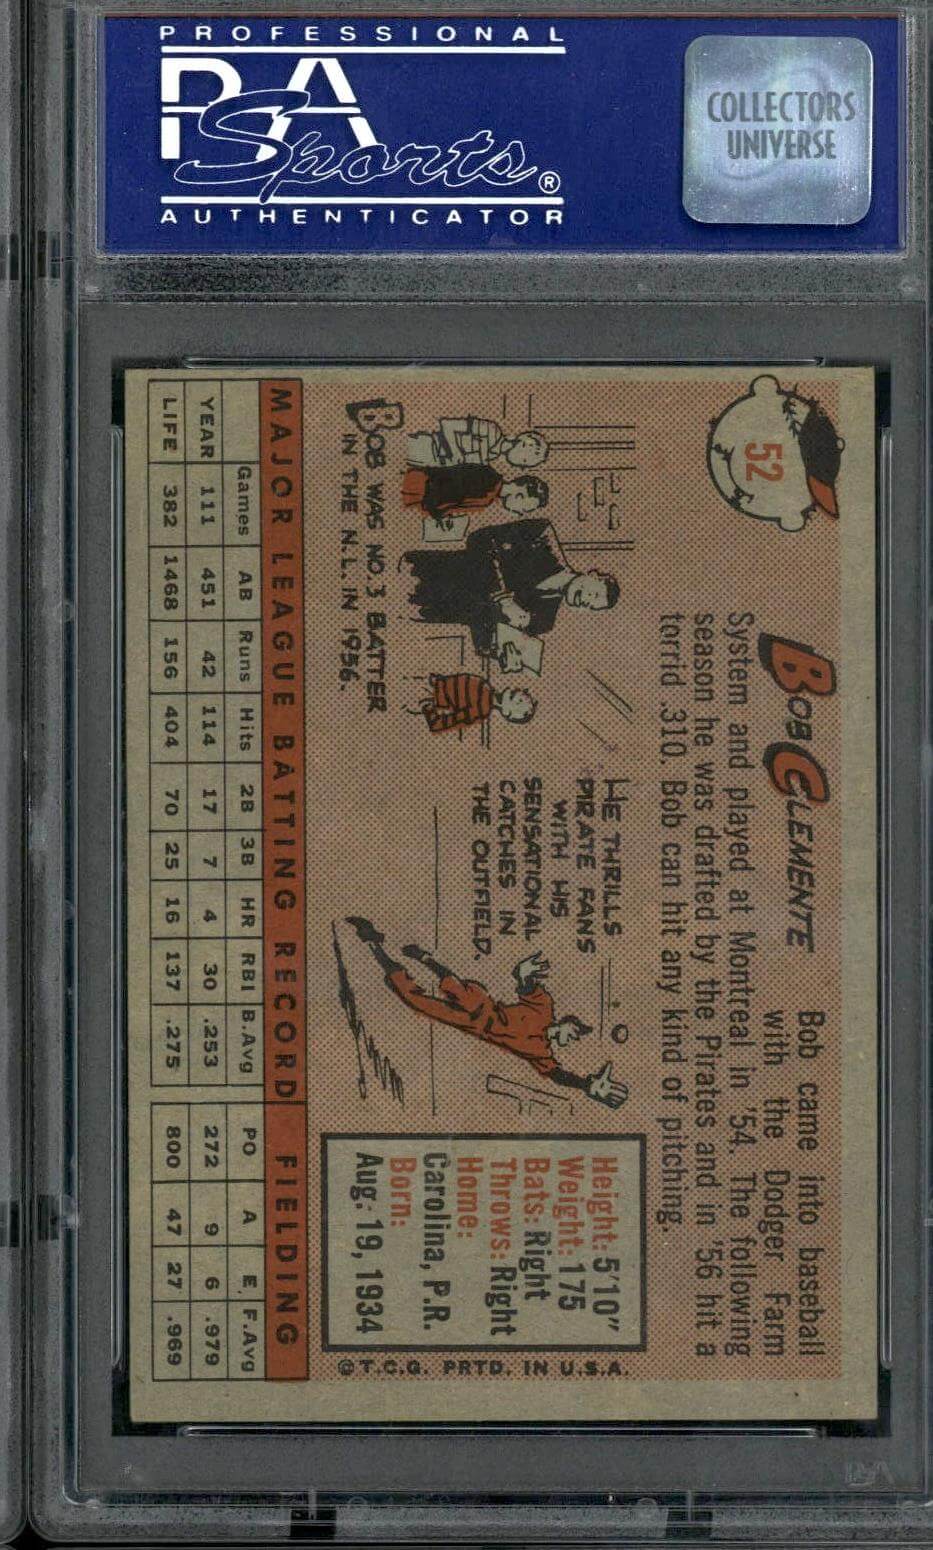 PROFESSIONAL
PSA
Sports®
AUTHENTICATOR
COLLECTORS
UNIVERSE
52
BOB CLEMENTE
Bob came into baseball
with the Dodger Farm
System and played at Montreal in '54. The following
season he was drafted by the Pirates and in '56 hit a
torrid .310. Bob can hit any kind of pitching.
BOB WAS NO. 3 BATTER
IN THE N.L. IN 1956.
HE THRILLS
PIRATE FANS
WITH HIS
SENSATIONAL
CATCHES IN
THE OUTFIELD.
Height: 5'10"
Weight: 175
Bats: Right
Throws: Right
Home:
Carolina, P.R.
Born:
Aug. 19, 1934
©T.C.G. PRTD. IN U.S.A.
MAJOR LEAGUE BATTING RECORD FIELDING
Games AB Runs Hits 2B 3B HR RBI B.Avg PO A E. F.Avg
YEAR 111 451 42 114 17 7 4 30 .253 272 9 6 .979
LIFE 382 1468 156 404 70 25 16 137 .275 800 47 27 .969
PSA